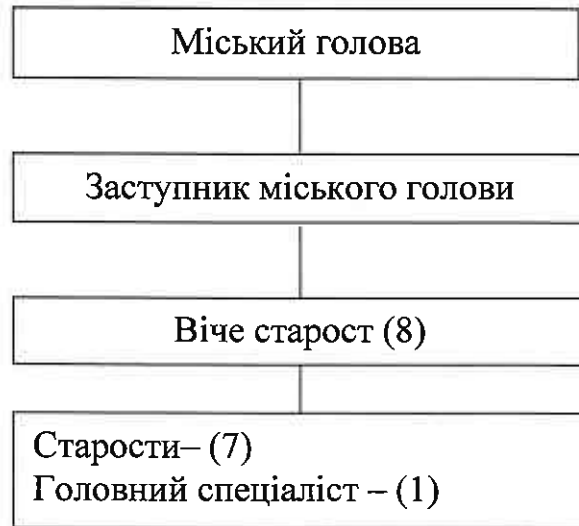 Міський голова
Заступник міського голови
Віче старост (8)
Старости– (7)
Головний спеціаліст – (1)